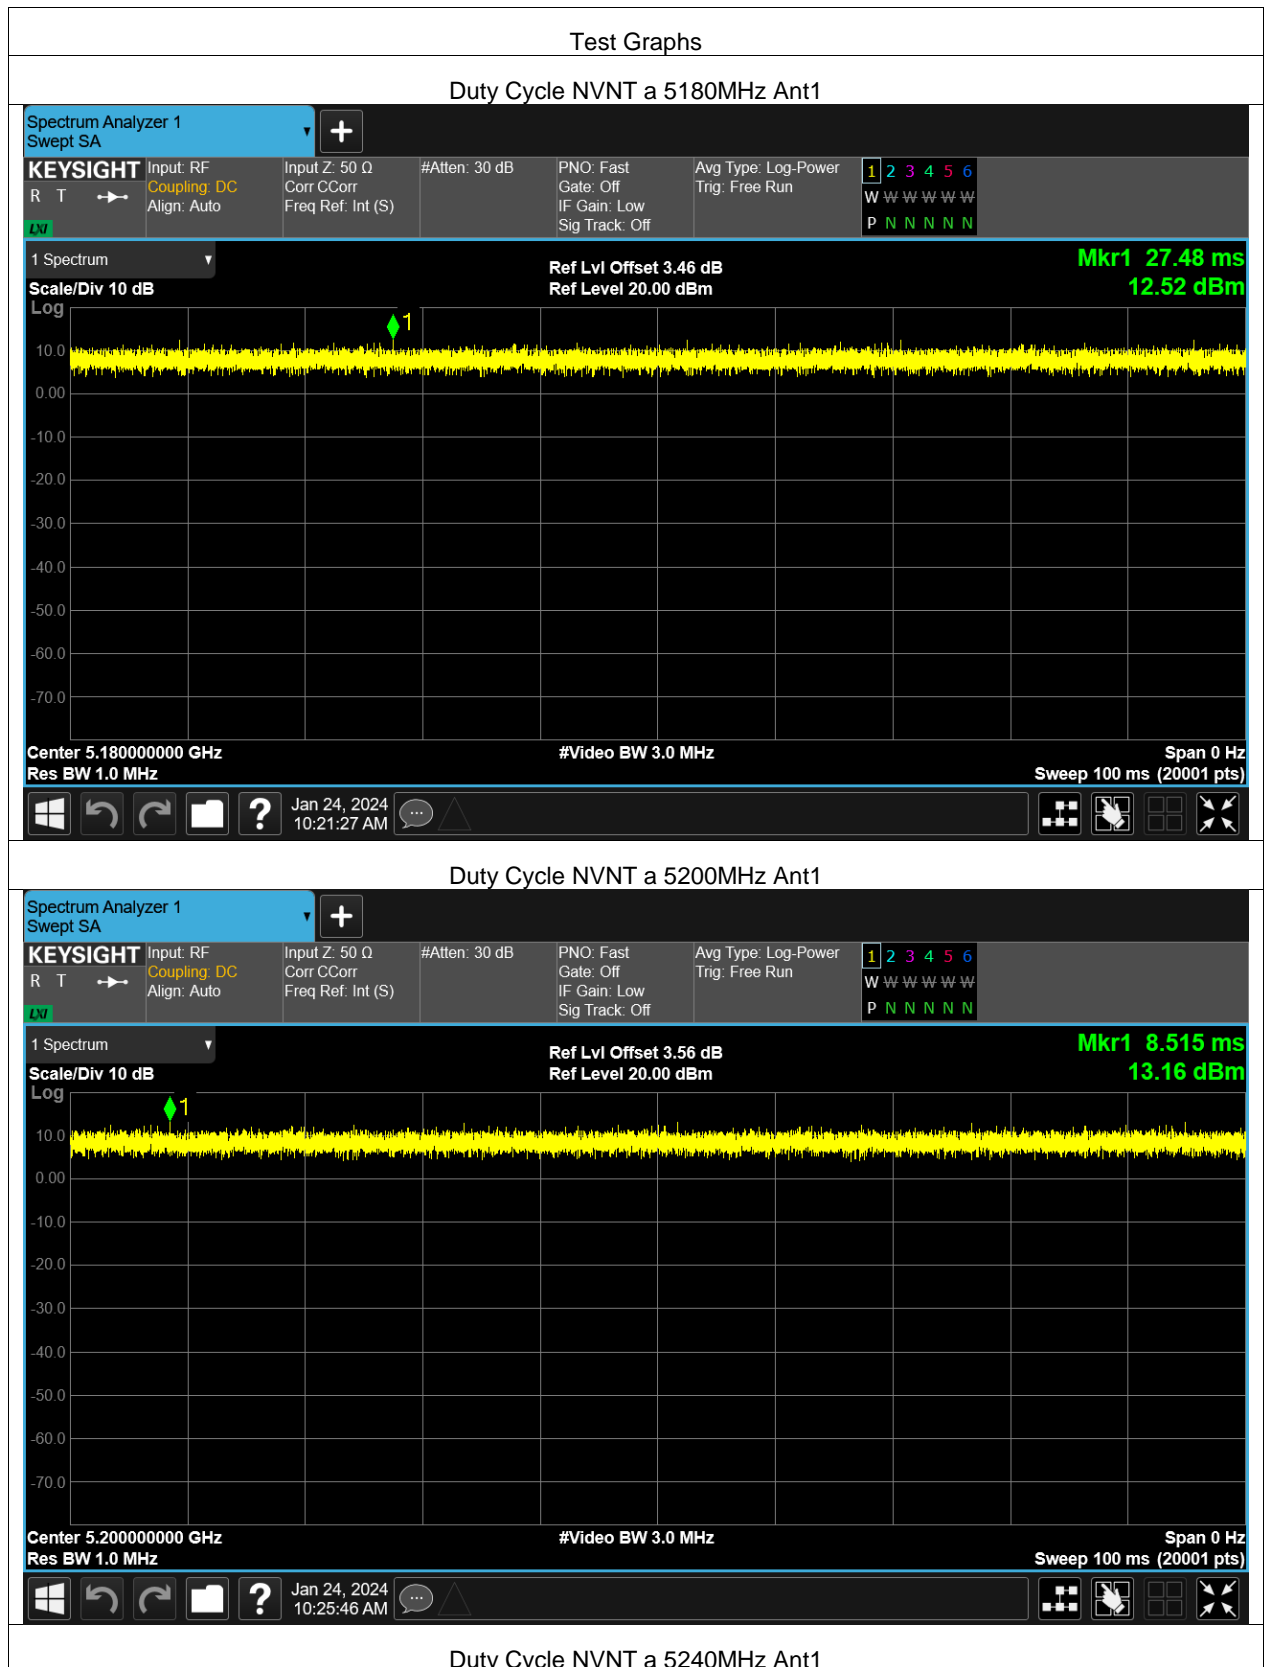 Test Graphs
Duty Cycle NVNT a 5180MHz Ant1
Spectrum Analyzer 1
Swept SA
KEYSIGHT
R T
LXI
Input: RF
Coupling: DC
Align: Auto
Input Z: 50 Ω
Corr CCorr
Freq Ref: Int (S)
#Atten: 30 dB
PNO: Fast
Gate: Off
IF Gain: Low
Sig Track: Off
Avg Type: Log-Power
Trig: Free Run
1 2 3 4 5 6
W W W W W W
P N N N N N
1 Spectrum
Scale/Div 10 dB
Ref Lvl Offset 3.46 dB
Ref Level 20.00 dBm
Mkr1 27.48 ms
12.52 dBm
Log
1
10.0
0.00
-10.0
-20.0
-30.0
-40.0
-50.0
-60.0
-70.0
Center 5.180000000 GHz
Res BW 1.0 MHz
#Video BW 3.0 MHz
Span 0 Hz
Sweep 100 ms (20001 pts)
Jan 24, 2024
10:21:27 AM
Duty Cycle NVNT a 5200MHz Ant1
Spectrum Analyzer 1
Swept SA
KEYSIGHT
R T
LXI
Input: RF
Coupling: DC
Align: Auto
Input Z: 50 Ω
Corr CCorr
Freq Ref: Int (S)
#Atten: 30 dB
PNO: Fast
Gate: Off
IF Gain: Low
Sig Track: Off
Avg Type: Log-Power
Trig: Free Run
1 2 3 4 5 6
W W W W W W
P N N N N N
1 Spectrum
Scale/Div 10 dB
Ref Lvl Offset 3.56 dB
Ref Level 20.00 dBm
Mkr1 8.515 ms
13.16 dBm
Log
1
10.0
0.00
-10.0
-20.0
-30.0
-40.0
-50.0
-60.0
-70.0
Center 5.200000000 GHz
Res BW 1.0 MHz
#Video BW 3.0 MHz
Span 0 Hz
Sweep 100 ms (20001 pts)
Jan 24, 2024
10:25:46 AM
Duty Cycle NVNT a 5240MHz Ant1